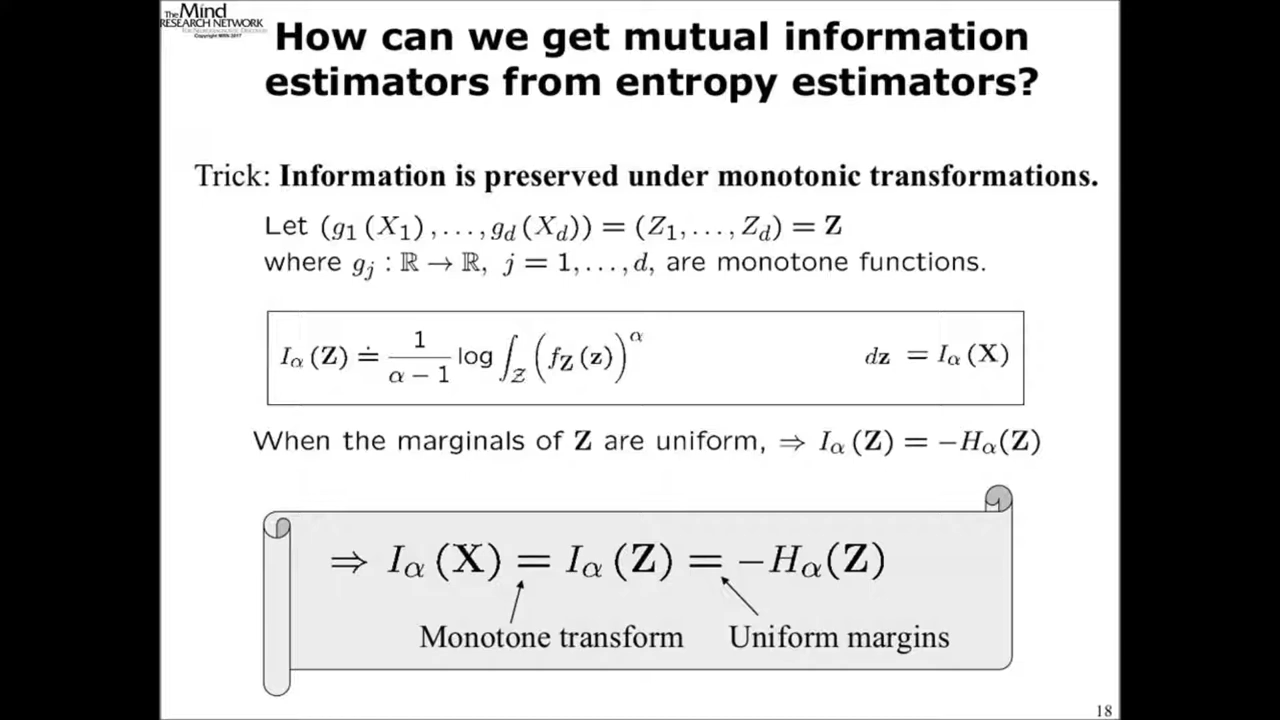 The Mind
RESEARCH NETWORK
Copyright MRN 2017
How can we get mutual information
estimators from entropy estimators?
Trick: Information is preserved under monotonic transformations.
Let (g₁(X₁),...,g_d(X_d)) = (Z₁,...,Z_d) = Z
where g_j : ℝ → ℝ, j = 1,...,d, are monotone functions.
I_α(Z) ≐ 1/(α − 1) log ∫_𝒵 (f_Z(z))^α dz = I_α(X)
When the marginals of Z are uniform, ⇒ I_α(Z) = −H_α(Z)
⇒ I_α(X) = I_α(Z) = −H_α(Z)
Monotone transform Uniform margins
18